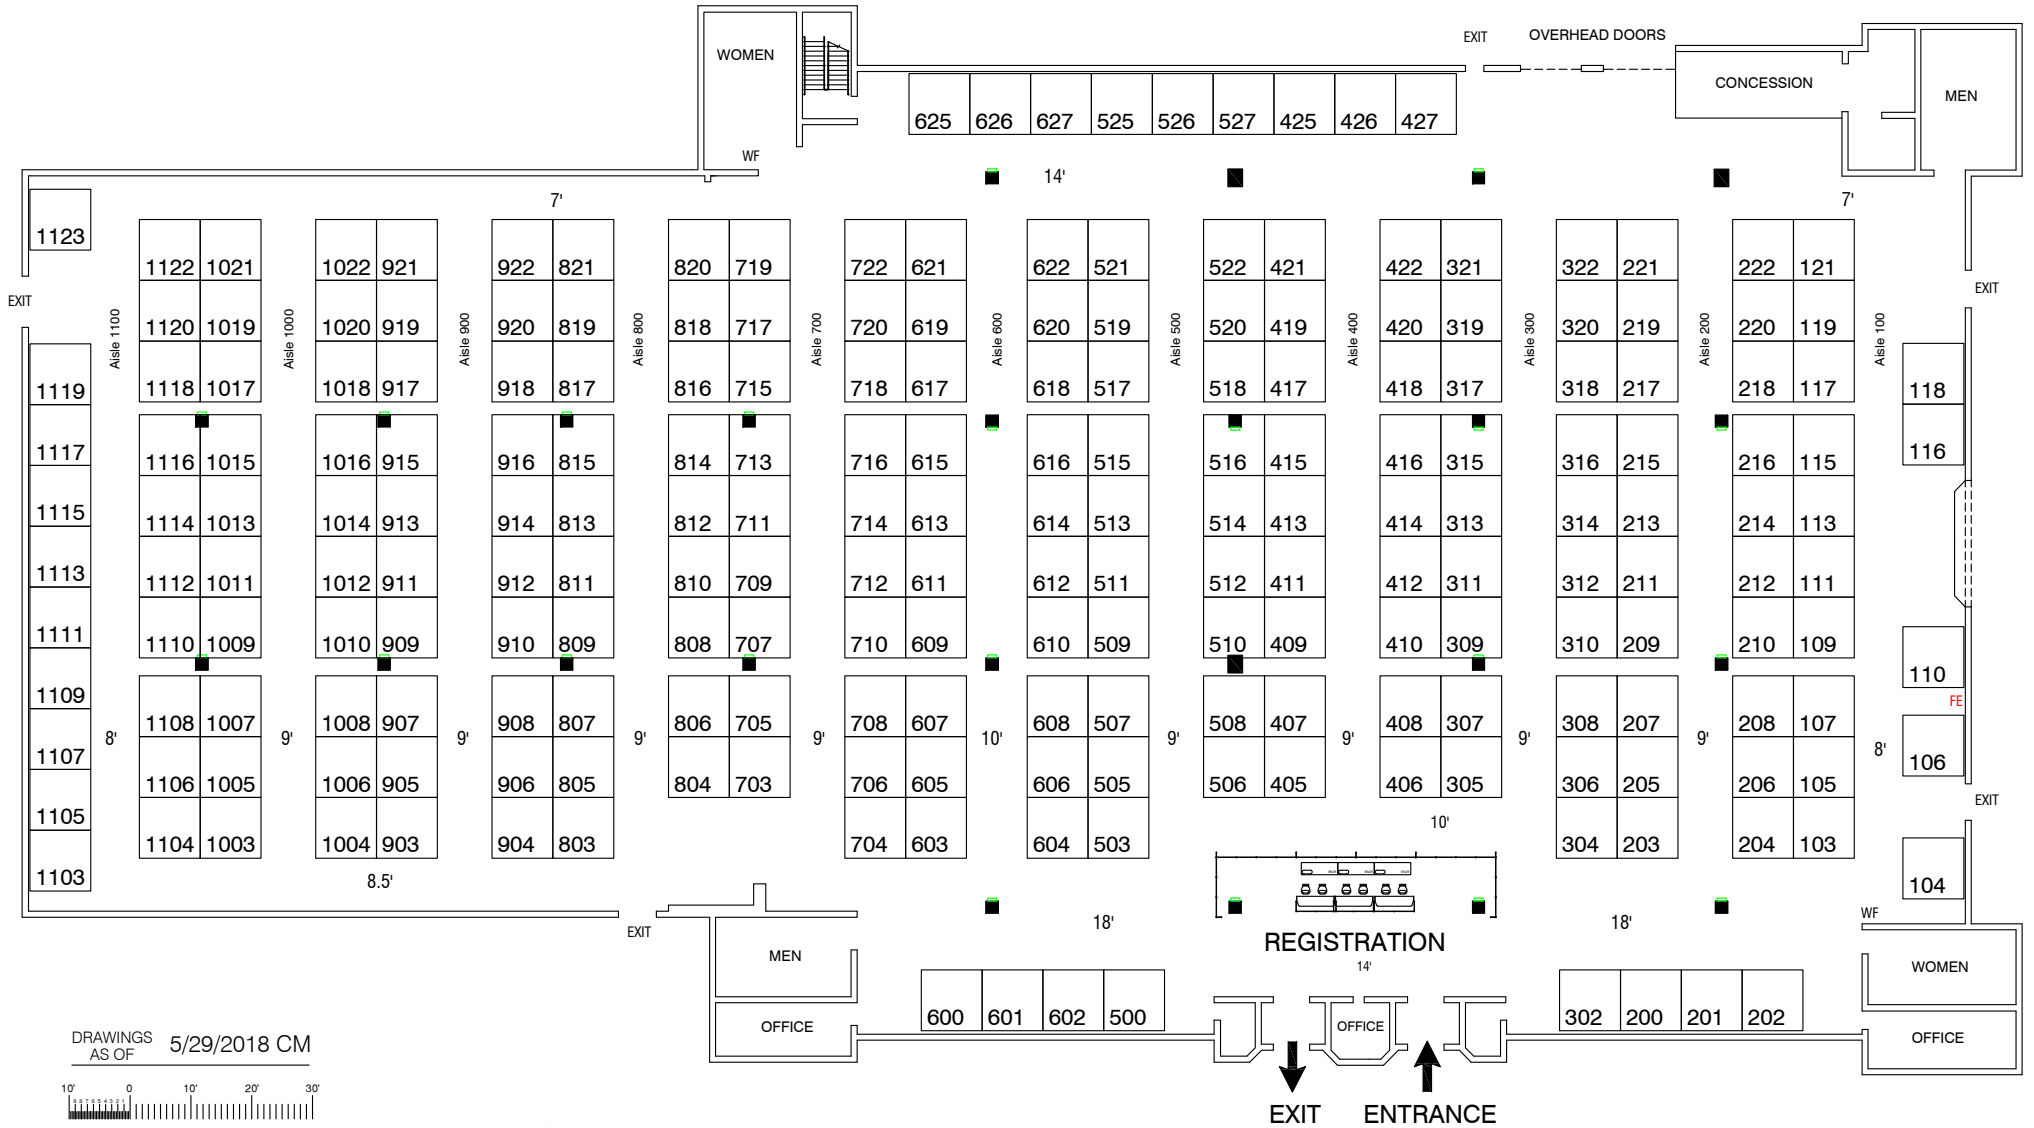 EXIT OVERHEAD DOORS
WOMEN
CONCESSION
MEN
625 626 627 525 526 527 425 426 427
WF
14'
7'
7'
1123
1122 1021 1022 921 922 821 820 719 722 621 622 521 522 421 422 321 322 221 222 121
EXIT
EXIT
Aisle 1100 Aisle 1000 Aisle 900 Aisle 800 Aisle 700 Aisle 600 Aisle 500 Aisle 400 Aisle 300 Aisle 200 Aisle 100
1120 1019 1020 919 920 819 818 717 720 619 620 519 520 419 420 319 320 219 220 119
1119 1118 1017 1018 917 918 817 816 715 718 617 618 517 518 417 418 317 318 217 218 117 118
1117 1116 1015 1016 915 916 815 814 713 716 615 616 515 516 415 416 315 316 215 216 115 116
1115 1114 1013 1014 913 914 813 812 711 714 613 614 513 514 413 414 313 314 213 214 113
1113 1112 1011 1012 911 912 811 810 709 712 611 612 511 512 411 412 311 312 211 212 111
1111 1110 1009 1010 909 910 809 808 707 710 609 610 509 510 409 410 309 310 209 210 109
110
FE
1109
1108 1007 1008 907 908 807 806 705 708 607 608 507 508 407 408 307 308 207 208 107
8' 9' 9' 9' 9' 10' 9' 9' 9' 9' 8'
1107
106
1106 1005 1006 905 906 805 804 703 706 605 606 505 506 405 406 305 306 205 206 105
EXIT
1105
10'
1104 1003 1004 903 904 803 704 603 604 503 304 203 204 103
1103
104
8.5'
WF
18'
18'
EXIT
REGISTRATION
MEN
14'
WOMEN
600 601 602 500
302 200 201 202
OFFICE
OFFICE
OFFICE
DRAWINGS
AS OF
5/29/2018 CM
10' 0 10' 20' 30'
9 8 7 6 5 4 3 2 1
EXIT
ENTRANCE